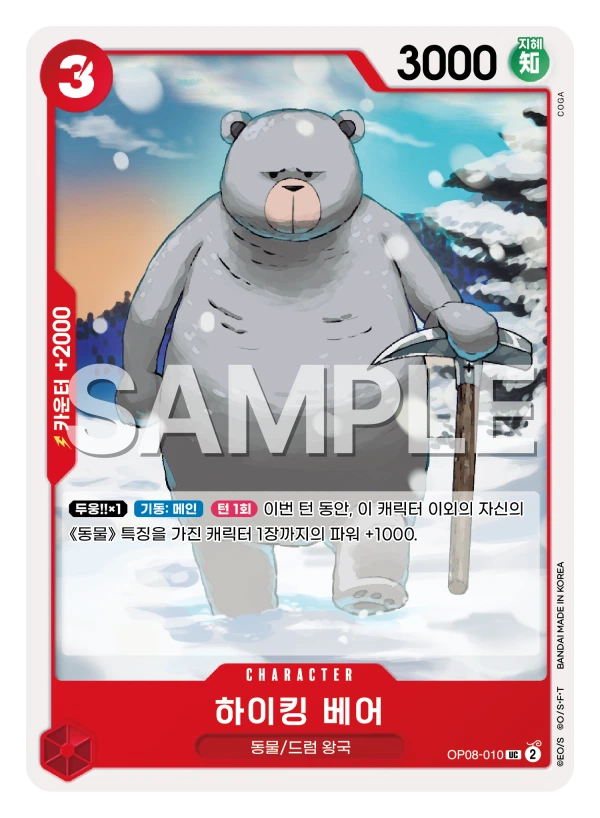 3
3000
지혜
知
COGA
카운터 +2000
SAMPLE
두웅!!×1 기동: 메인 턴 1회 이번 턴 동안, 이 캐릭터 이외의 자신의
《동물》 특징을 가진 캐릭터 1장까지의 파워 +1000.
CHARACTER
하이킹 베어
동물/드럼 왕국
OP08-010 UC 2
©EO/S ©O/S·F·T BANDAI MADE IN KOREA